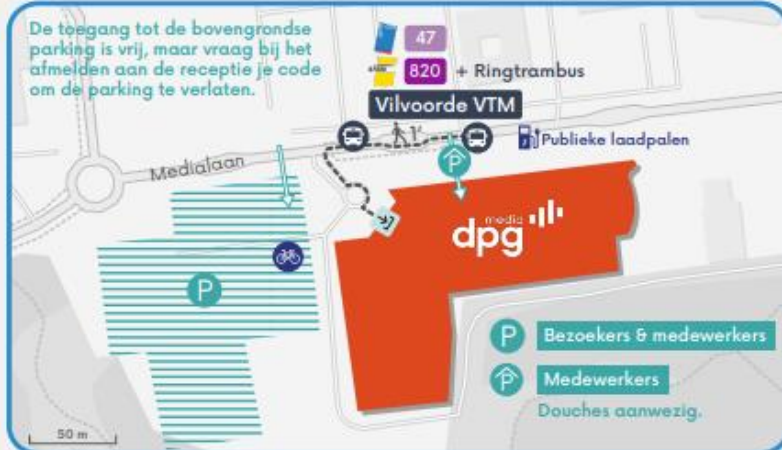 De toegang tot de bovengrondse
parking is vrij, maar vraag bij het
afmelden aan de receptie je code
om de parking te verlaten.
47
820 + Ringtrambus
Vilvoorde VTM
1'
Publieke laadpalen
Medialaan
P
media
dpg
P
P
P Bezoekers & medewerkers
P Medewerkers
Douches aanwezig.
50 m